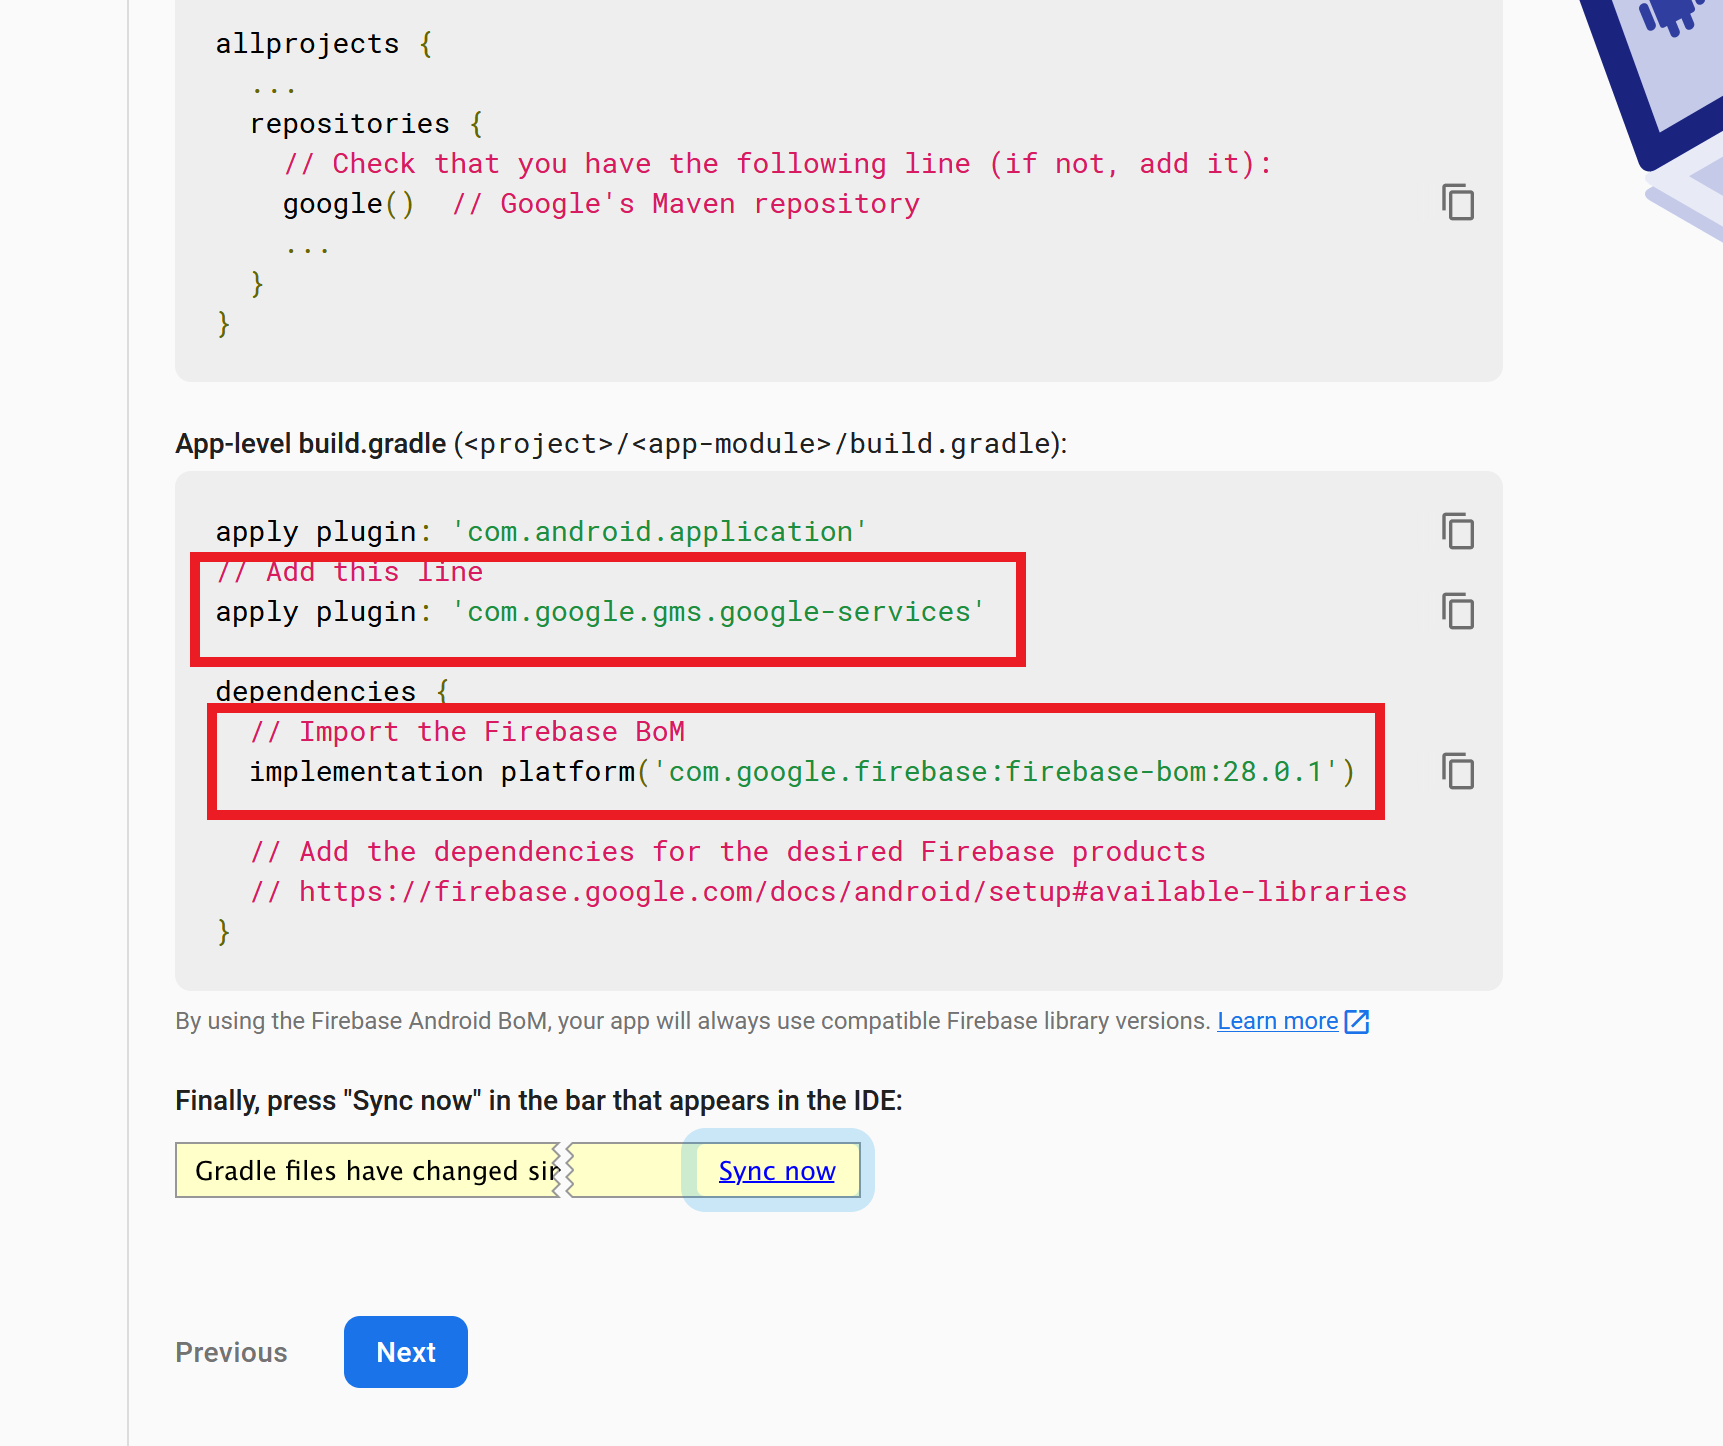 allprojects {
...
repositories {
// Check that you have the following line (if not, add it):
google()  // Google's Maven repository
...
}
}
App-level build.gradle (<project>/<app-module>/build.gradle):
apply plugin: 'com.android.application'
// Add this line
apply plugin: 'com.google.gms.google-services'
dependencies {
// Import the Firebase BoM
implementation platform('com.google.firebase:firebase-bom:28.0.1')
// Add the dependencies for the desired Firebase products
// https://firebase.google.com/docs/android/setup#available-libraries
}
By using the Firebase Android BoM, your app will always use compatible Firebase library versions. Learn more
Finally, press "Sync now" in the bar that appears in the IDE:
Gradle files have changed sin Sync now
Previous Next